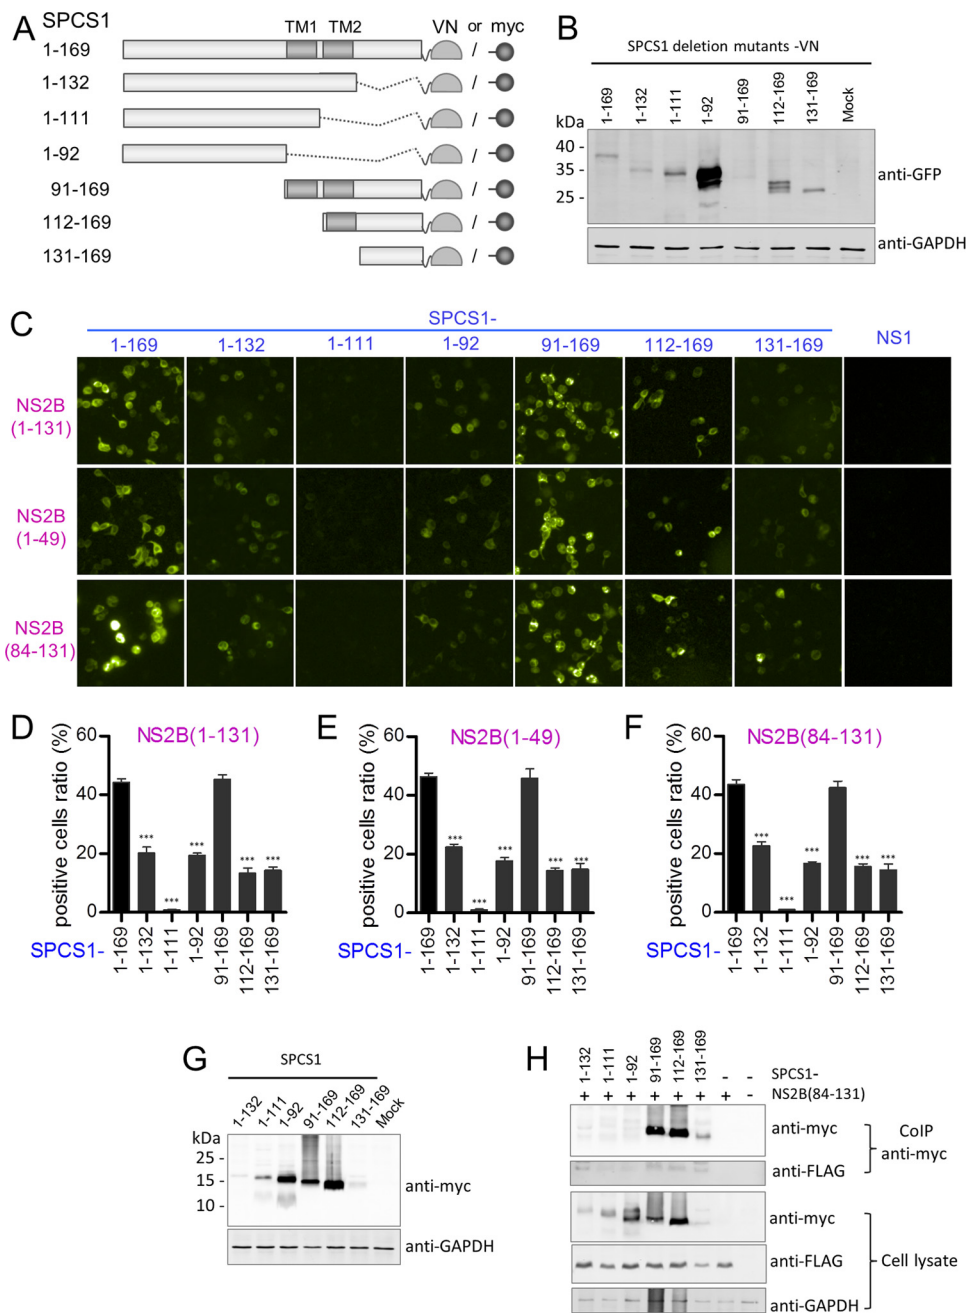 A
SPCS1
TM1 TM2 VN or myc
1-169 /
1-132 /
1-111 /
1-92 /
91-169 /
112-169 /
131-169 /
B
SPCS1 deletion mutants -VN
1-169 1-132 1-111 1-92 91-169 112-169 131-169 Mock
kDa
40 -
35 -
25 -
anti-GFP
anti-GAPDH
C
SPCS1-
1-169 1-132 1-111 1-92 91-169 112-169 131-169 NS1
NS2B
(1-131)
NS2B
(1-49)
NS2B
(84-131)
D
NS2B(1-131)
positive cells ratio (%)
60
40
20
0
*** *** *** *** ***
SPCS1-
1-169 1-132 1-111 1-92 91-169 112-169 131-169
E
NS2B(1-49)
positive cells ratio (%)
60
40
20
0
*** *** *** *** ***
SPCS1-
1-169 1-132 1-111 1-92 91-169 112-169 131-169
F
NS2B(84-131)
positive cells ratio (%)
60
40
20
0
*** *** *** *** ***
SPCS1-
1-169 1-132 1-111 1-92 91-169 112-169 131-169
G
SPCS1
1-132 1-111 1-92 91-169 112-169 131-169 Mock
kDa
25 -
15 -
10 -
anti-myc
anti-GAPDH
H
1-132 1-111 1-92 91-169 112-169 131-169 - - SPCS1-
+ + + + + + + - NS2B(84-131)
anti-myc
anti-FLAG
CoIP
anti-myc
anti-myc
anti-FLAG
anti-GAPDH
Cell lysate